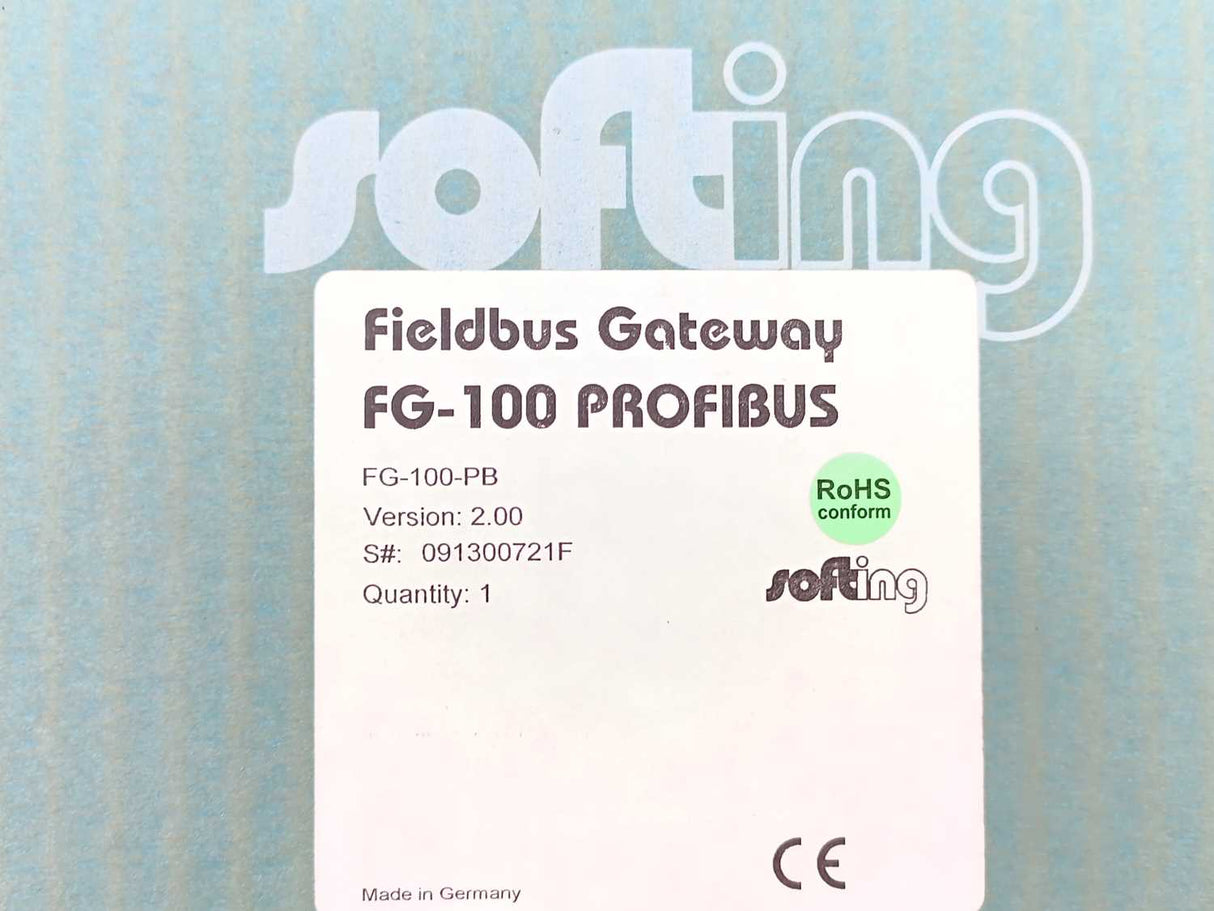 softing
Fieldbus Gateway
FG-100 PROFIBUS
FG-100-PB
Version: 2.00
S#: 091300721F
Quantity: 1
RoHS
conform
softing
CE
Made in Germany